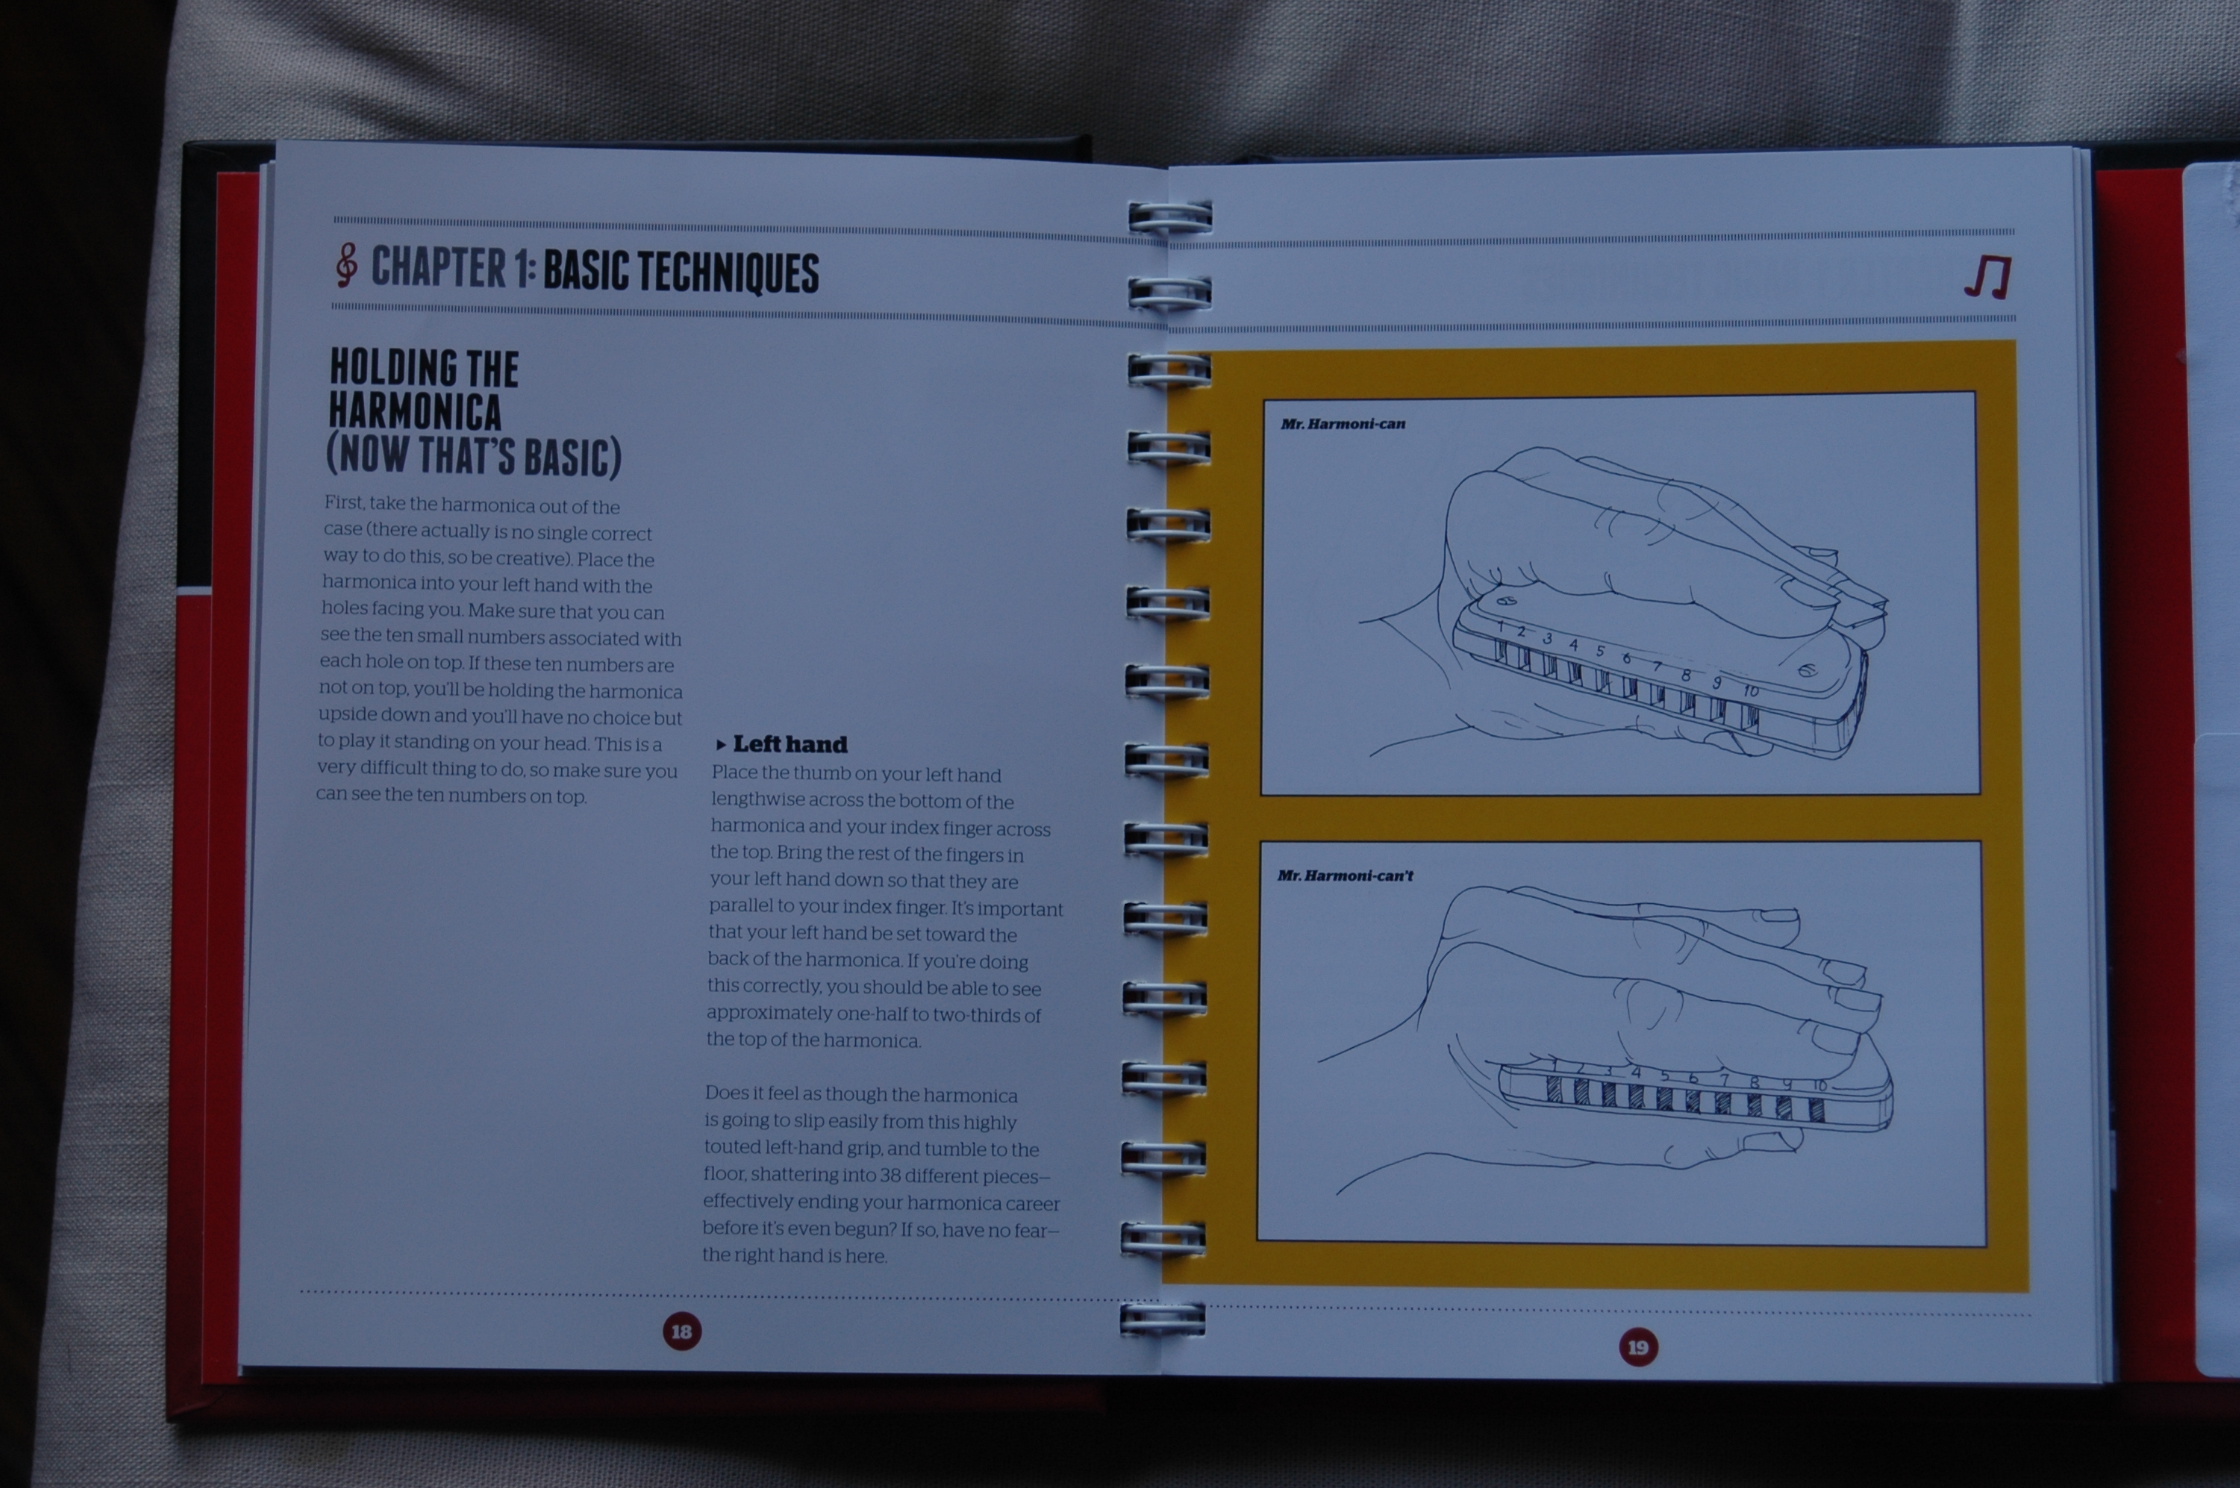 CHAPTER 1: BASIC TECHNIQUES
HOLDING THE
HARMONICA
(NOW THAT'S BASIC)
First, take the harmonica out of the
case (there actually is no single correct
way to do this, so be creative). Place the
harmonica into your left hand with the
holes facing you. Make sure that you can
see the ten small numbers associated with
each hole on top. If these ten numbers are
not on top, you'll be holding the harmonica
upside down and you'll have no choice but
to play it standing on your head. This is a
very difficult thing to do, so make sure you
can see the ten numbers on top.
▸ Left hand
Place the thumb on your left hand
lengthwise across the bottom of the
harmonica and your index finger across
the top. Bring the rest of the fingers in
your left hand down so that they are
parallel to your index finger. It's important
that your left hand be set toward the
back of the harmonica. If you're doing
this correctly, you should be able to see
approximately one-half to two-thirds of
the top of the harmonica.
Does it feel as though the harmonica
is going to slip easily from this highly
touted left-hand grip, and tumble to the
floor, shattering into 38 different pieces—
effectively ending your harmonica career
before it's even begun? If so, have no fear—
the right hand is here.
18
Mr. Harmoni-can
1 2 3 4 5 6 7 8 9 10
Mr. Harmoni-can't
1 2 3 4 5 6 7 8 9 10
19